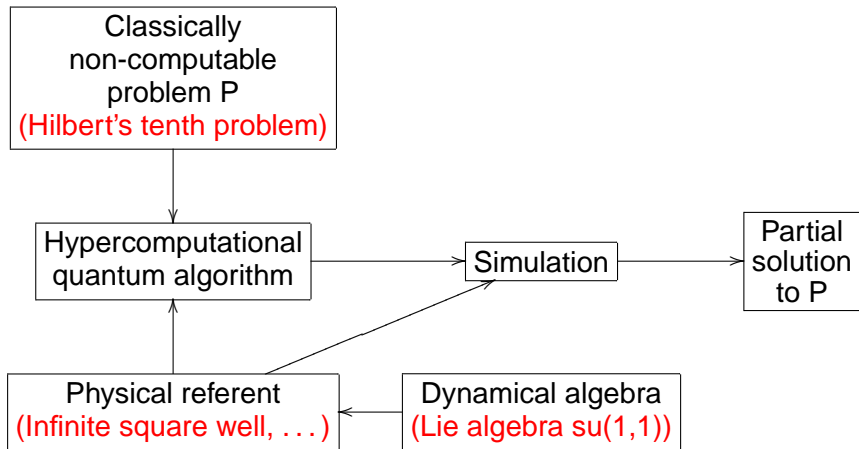 Classically
non-computable
problem P
(Hilbert's tenth problem)
Hypercomputational
quantum algorithm
Simulation
Partial
solution
to P
Physical referent
(Infinite square well, ...)
Dynamical algebra
(Lie algebra su(1,1))